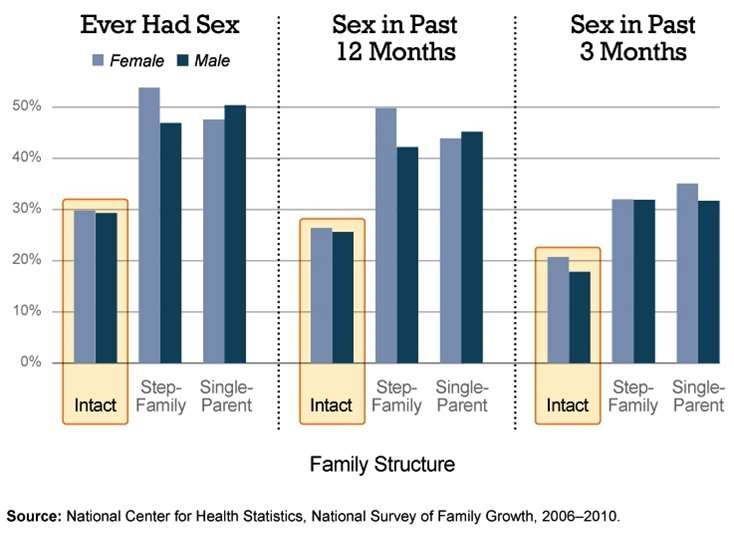 Ever Had Sex
Female Male
Sex in Past
12 Months
Sex in Past
3 Months
50%
40%
30%
20%
10%
0%
Intact
Step-
Family
Single-
Parent
Intact
Step-
Family
Single-
Parent
Intact
Step-
Family
Single-
Parent
Family Structure
Source: National Center for Health Statistics, National Survey of Family Growth, 2006–2010.